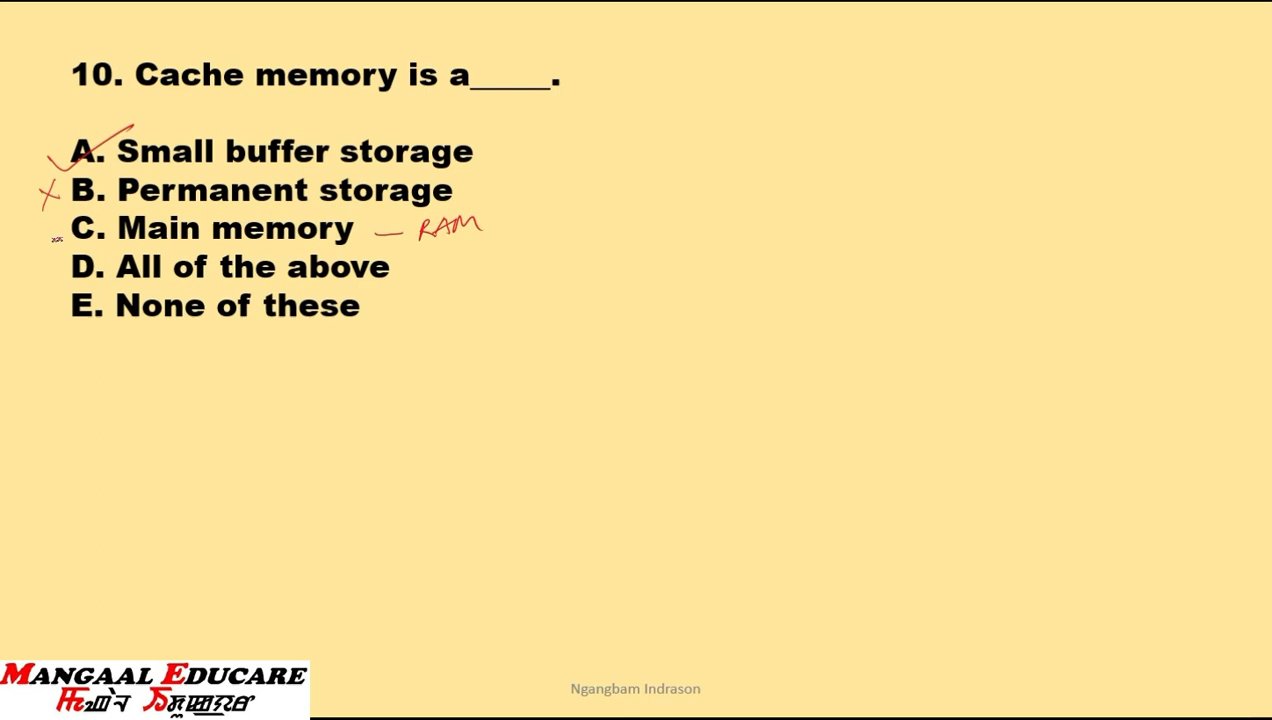 10. Cache memory is a_____.
A. Small buffer storage
B. Permanent storage
C. Main memory — RAM
D. All of the above
E. None of these
MANGAAL EDUCARE
Ngangbam Indrason